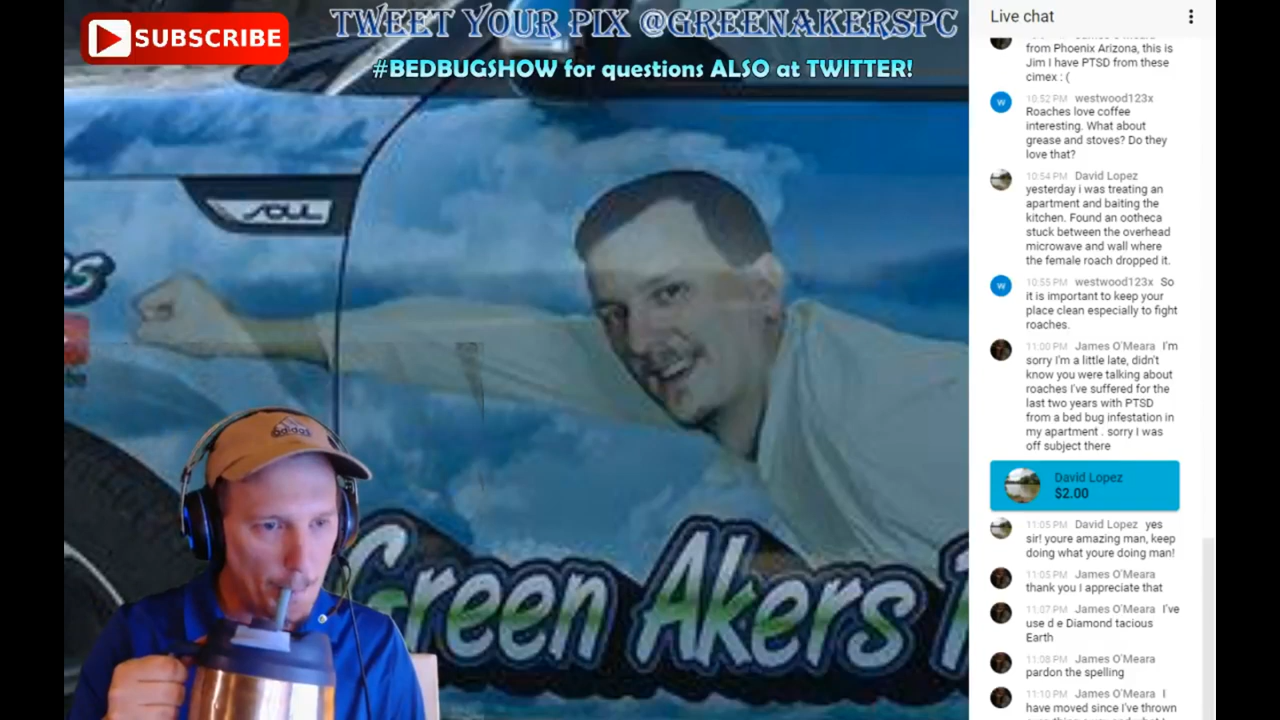 SUBSCRIBE
TWEET YOUR PIX @GREENAKERSPC
#BEDBUGSHOW for questions ALSO at TWITTER!
SOUL
adidas
Green Akers
Live chat
from Phoenix Arizona, this is
Jim I have PTSD from these
cimex : (
10:52 PM westwood123x
Roaches love coffee
interesting. What about
grease and stoves? Do they
love that?
10:54 PM David Lopez
yesterday i was treating an
apartment and baiting the
kitchen. Found an ootheca
stuck between the overhead
microwave and wall where
the female roach dropped it.
10:55 PM westwood123x So
it is important to keep your
place clean especially to fight
roaches.
11:00 PM James O'Meara I'm
sorry I'm a little late, didn't
know you were talking about
roaches I've suffered for the
last two years with PTSD
from a bed bug infestation in
my apartment . sorry I was
off subject there
David Lopez
$2.00
11:05 PM David Lopez yes
sir! youre amazing man, keep
doing what youre doing man!
11:05 PM James O'Meara
thank you I appreciate that
11:07 PM James O'Meara I've
use d e Diamond tacious
Earth
11:08 PM James O'Meara
pardon the spelling
11:10 PM James O'Meara I
have moved since I've thrown